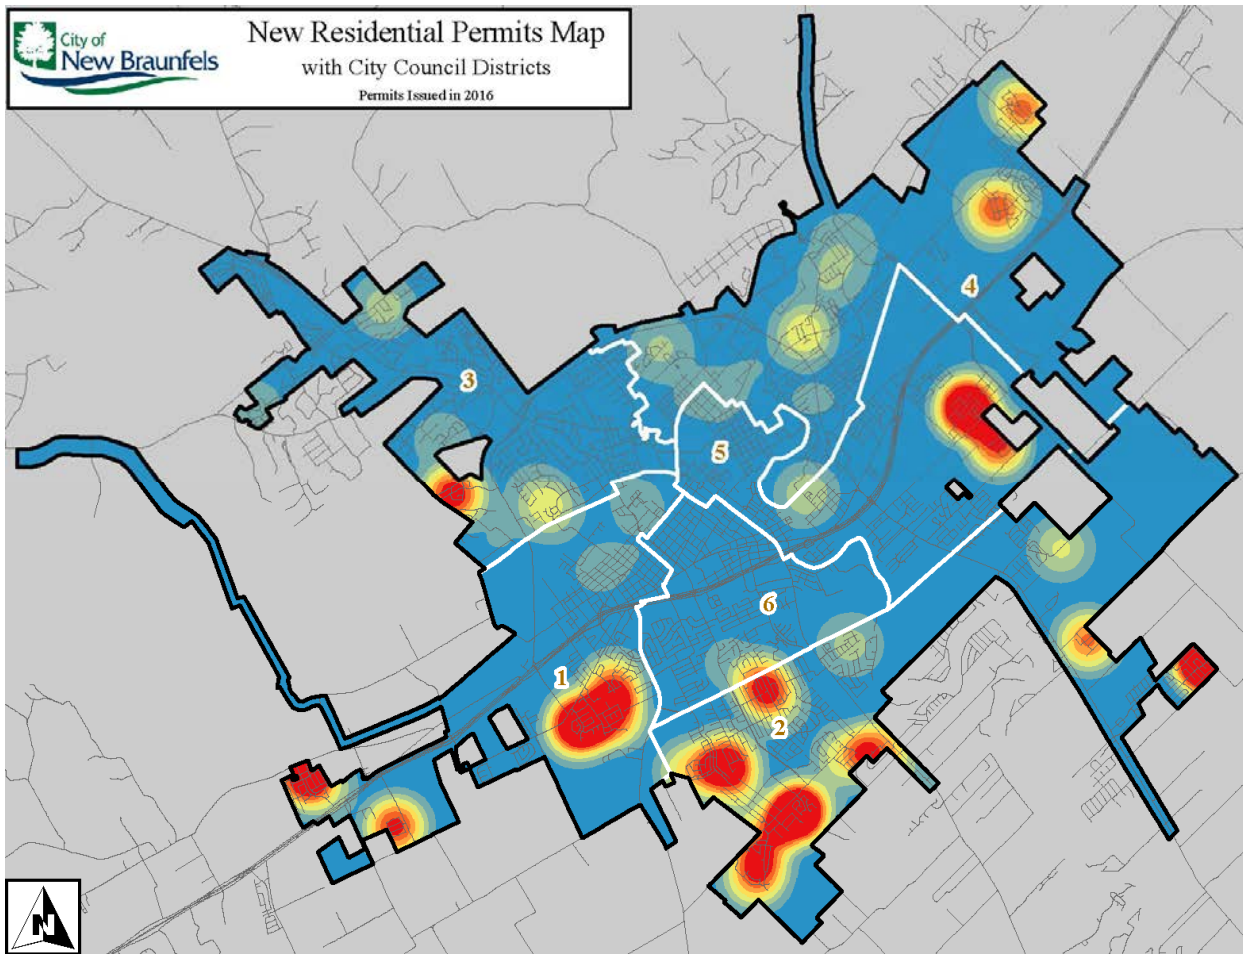 City of
New Braunfels
New Residential Permits Map
with City Council Districts
Permits Issued in 2016
4
3
5
6
1
2
N